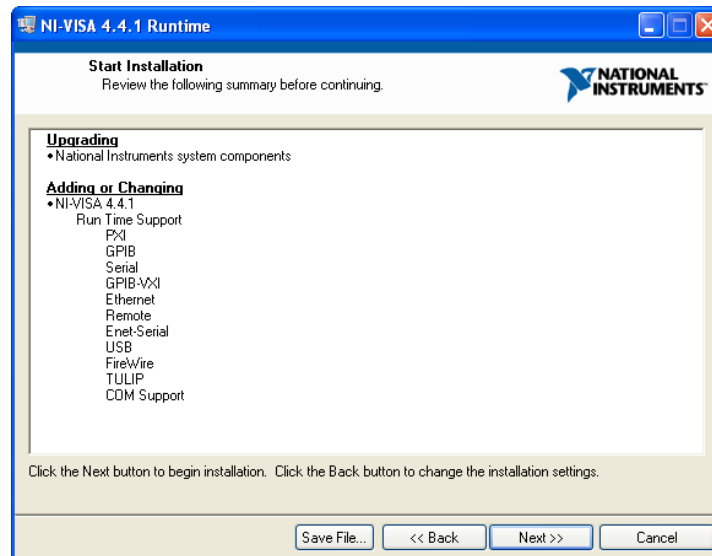 NI-VISA 4.4.1 Runtime
Start Installation
Review the following summary before continuing.
NATIONAL
INSTRUMENTS™
Upgrading
• National Instruments system components
Adding or Changing
• NI-VISA 4.4.1
Run Time Support
PXI
GPIB
Serial
GPIB-VXI
Ethernet
Remote
Enet-Serial
USB
FireWire
TULIP
COM Support
Click the Next button to begin installation. Click the Back button to change the installation settings.
Save File... << Back Next >> Cancel